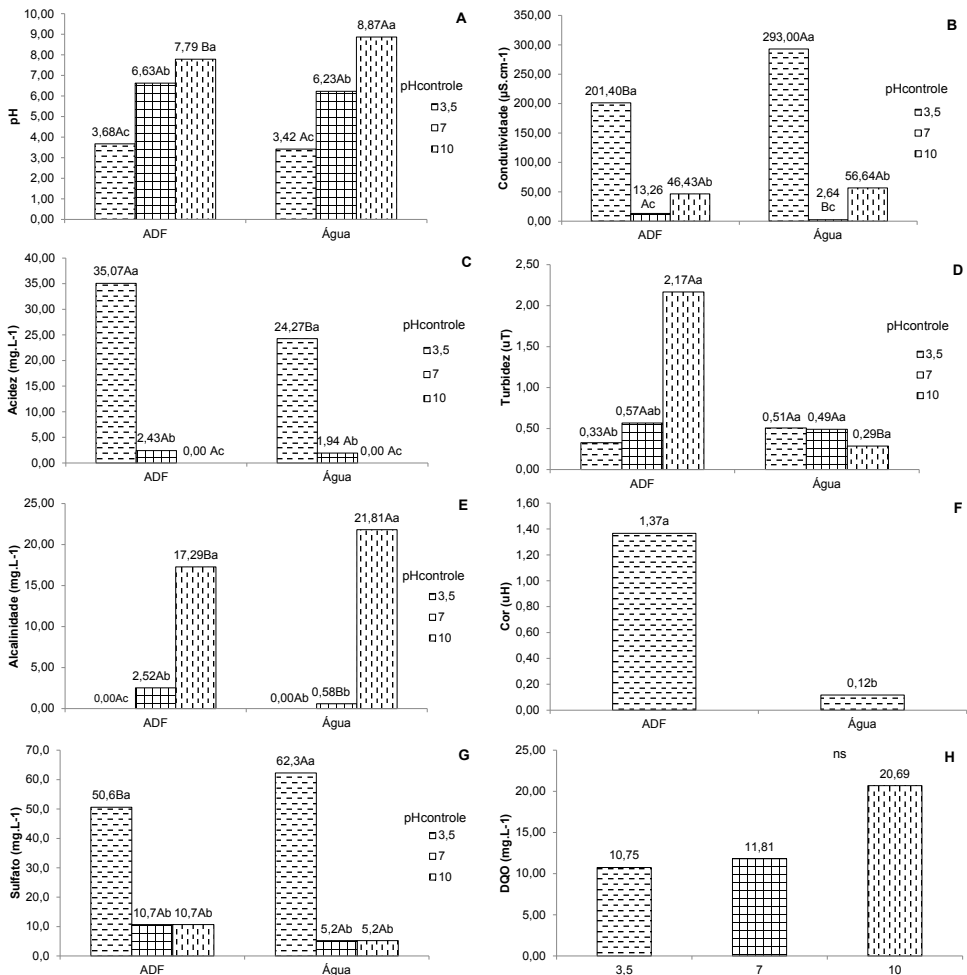 A
pH
10,00
9,00
8,00
7,00
6,00
5,00
4,00
3,00
2,00
1,00
0,00
3,68Ac
6,63Ab
7,79 Ba
3,42 Ac
6,23Ab
8,87Aa
ADF
Água
pHcontrole
3,5
7
10
B
Condutividade (µS.cm-1)
350,00
300,00
250,00
200,00
150,00
100,00
50,00
0,00
201,40Ba
13,26
Ac
46,43Ab
293,00Aa
2,64
Bc
56,64Ab
ADF
Água
pHcontrole
3,5
7
10
C
Acidez (mg.L-1)
40,00
35,00
30,00
25,00
20,00
15,00
10,00
5,00
0,00
35,07Aa
2,43Ab
0,00 Ac
24,27Ba
1,94 Ab
0,00 Ac
ADF
Água
pHcontrole
3,5
7
10
D
Turbidez (uT)
2,50
2,00
1,50
1,00
0,50
0,00
0,33Ab
0,57Aab
2,17Aa
0,51Aa
0,49Aa
0,29Ba
ADF
Água
pHcontrole
3,5
7
10
E
Alcalinidade (mg.L-1)
25,00
20,00
15,00
10,00
5,00
0,00
0,00Ac
2,52Ab
17,29Ba
0,00Ab
0,58Bb
21,81Aa
ADF
Água
pHcontrole
3,5
7
10
F
Cor (uH)
1,60
1,40
1,20
1,00
0,80
0,60
0,40
0,20
0,00
1,37a
0,12b
ADF
Água
G
Sulfato (mg.L-1)
70,0
60,0
50,0
40,0
30,0
20,0
10,0
0,0
50,6Ba
10,7Ab
10,7Ab
62,3Aa
5,2Ab
5,2Ab
ADF
Água
pHcontrole
3,5
7
10
H
ns
DQO (mg.L-1)
25,00
20,00
15,00
10,00
5,00
0,00
10,75
11,81
20,69
3,5
7
10